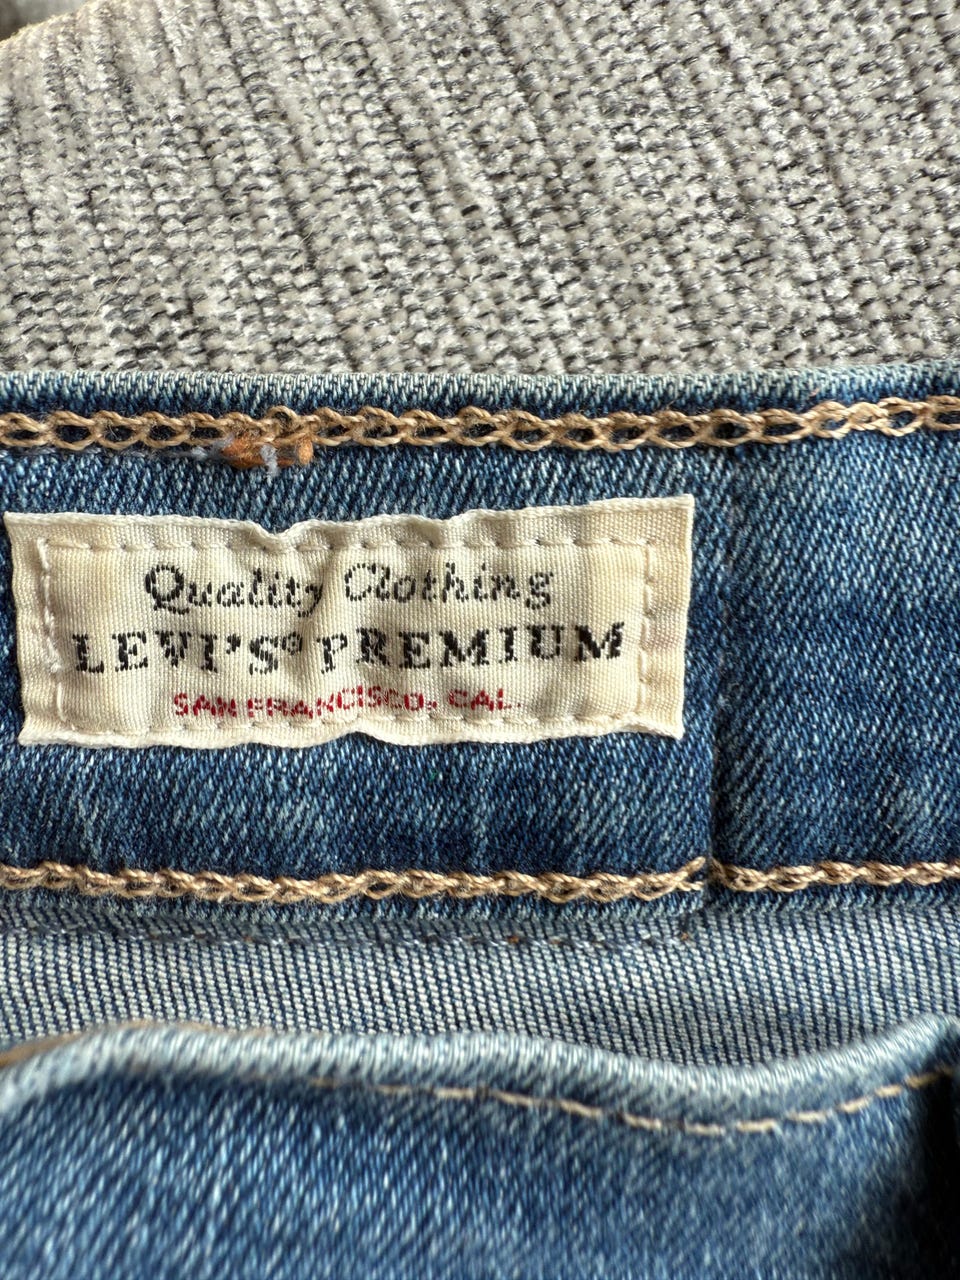 Quality Clothing
LEVI'S® PREMIUM
SAN FRANCISCO, CAL.